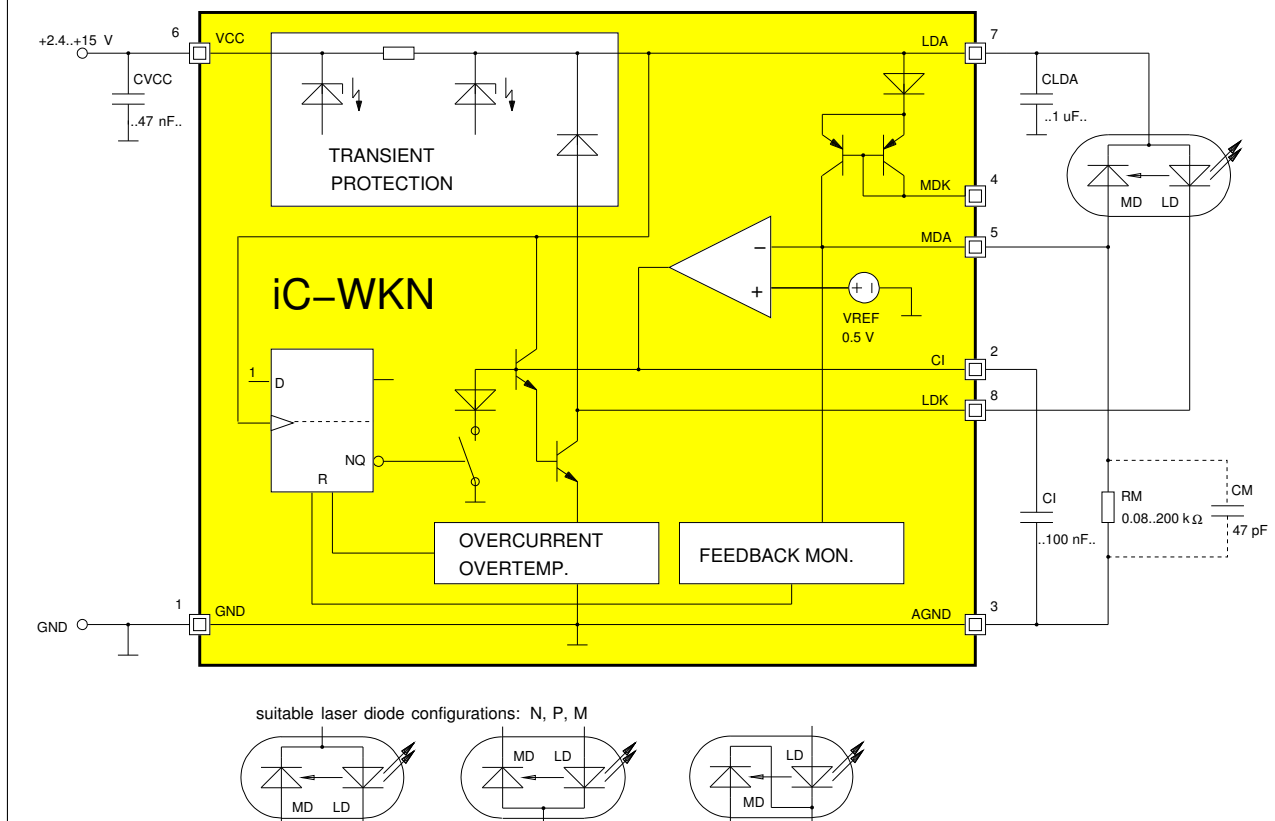 +2.4..+15 V
6
VCC
LDA
7
CVCC
..47 nF..
TRANSIENT
PROTECTION
CLDA
..1 uF..
MDK
4
MD
LD
MDA
5
iC–WKN
−
+
+
−
VREF
0.5 V
1
D
CI
2
LDK
8
NQ
R
CI
..100 nF..
RM
0.08..200 kΩ
CM
47 pF
OVERCURRENT
OVERTEMP.
FEEDBACK MON.
GND
1
GND
AGND
3
suitable laser diode configurations: N, P, M
MD LD
MD LD
LD
MD